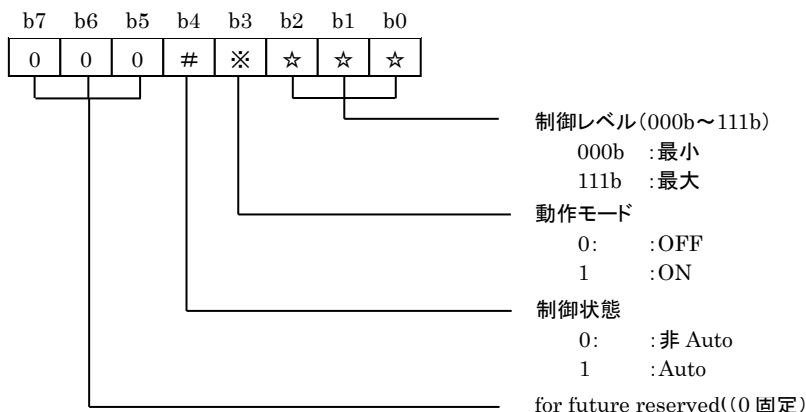 b7 b6 b5 b4 b3 b2 b1 b0
0 0 0 # ※ ☆ ☆ ☆
制御レベル(000b~111b)
000b :最小
111b :最大
動作モード
0: :OFF
1 :ON
制御状態
0: :非 Auto
1 :Auto
for future reserved((0 固定)